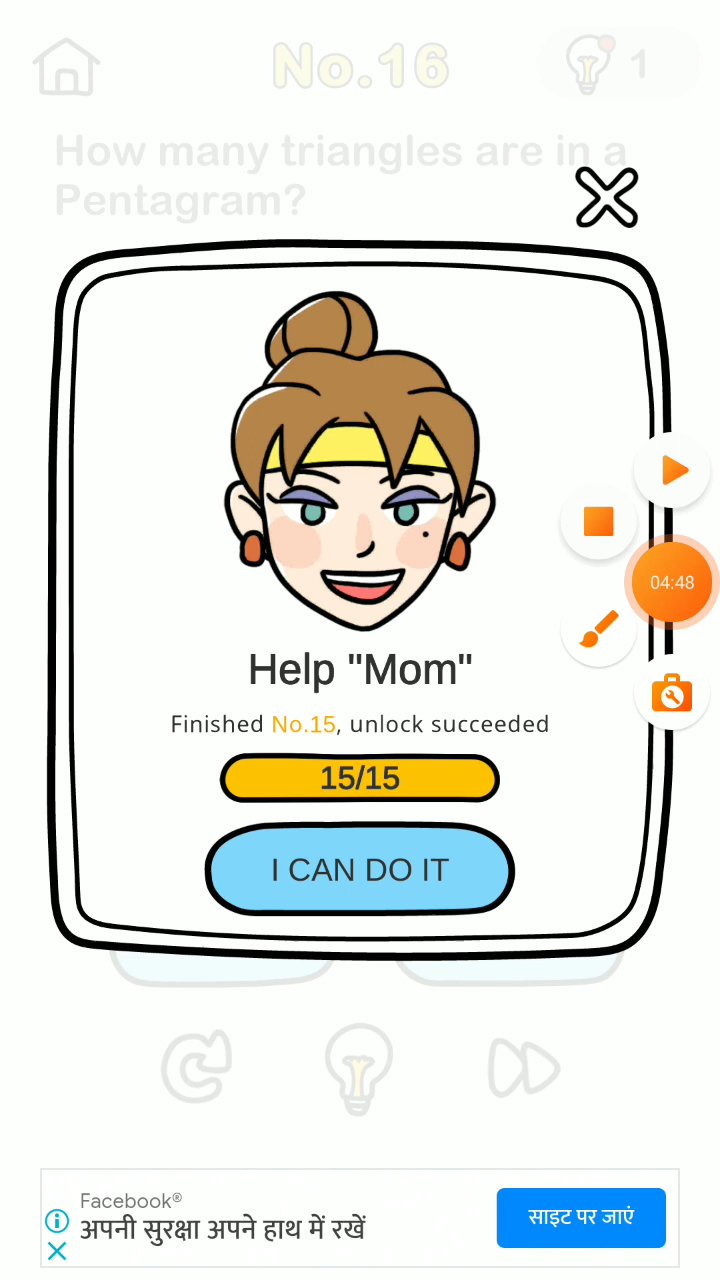 No.16
1
How many triangles are in a
Pentagram?
04:48
Help "Mom"
Finished No.15, unlock succeeded
15/15
I CAN DO IT
Facebook®
अपनी सुरक्षा अपने हाथ में रखें
साइट पर जाएं